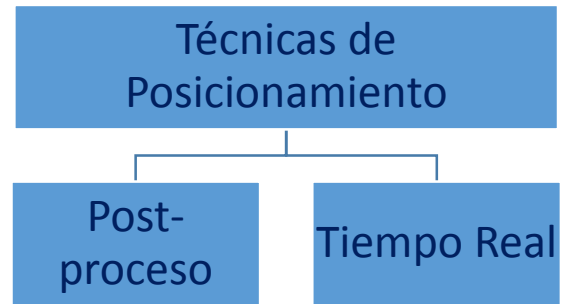 Técnicas de
Posicionamiento
Post-
proceso
Tiempo Real